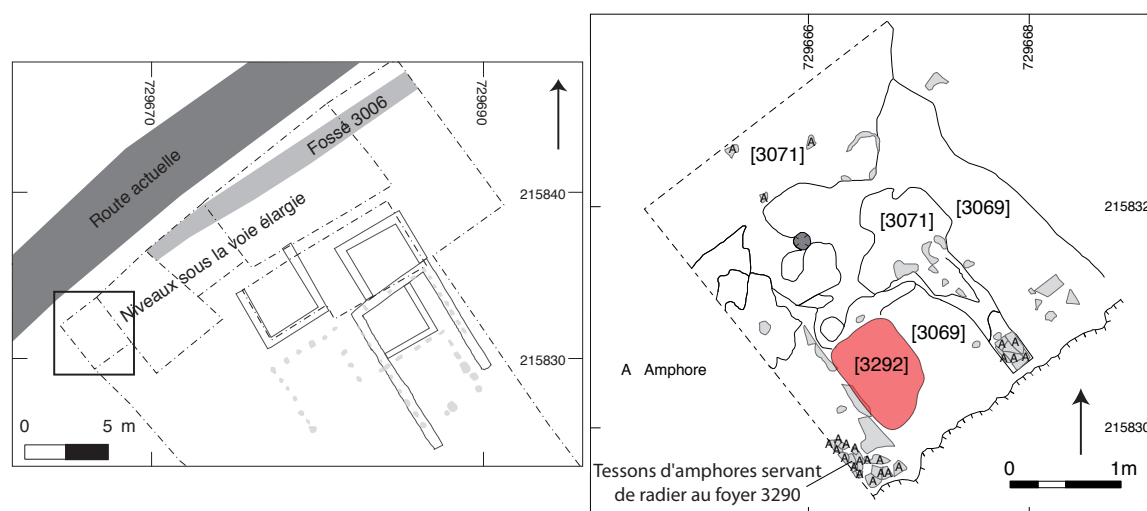 729670
729690
Route actuelle
Fossé 3006
Niveaux sous la voie élargie
215840
215830
0 5 m
729666
729668
A
A
[3071]
A
[3071]
[3069]
215832
[3069]
[3292]
A A
A A A
A Amphore
215830
A A A A A A A A A A A A A A A
Tessons d'amphores servant
de radier au foyer 3290
0 1m